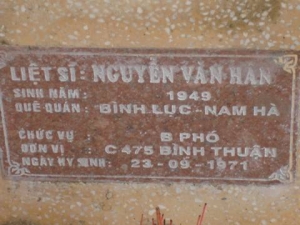 LIỆT SĨ : NGUYỄN VĂN HÂN
SINH NĂM : 1949
QUÊ QUÁN : BÌNH LỤC - NAM HÀ
CHỨC VỤ : B PHÓ
ĐƠN VỊ : C 475 BÌNH THUẬN
NGÀY HY SINH: 23 - 09 - 1971